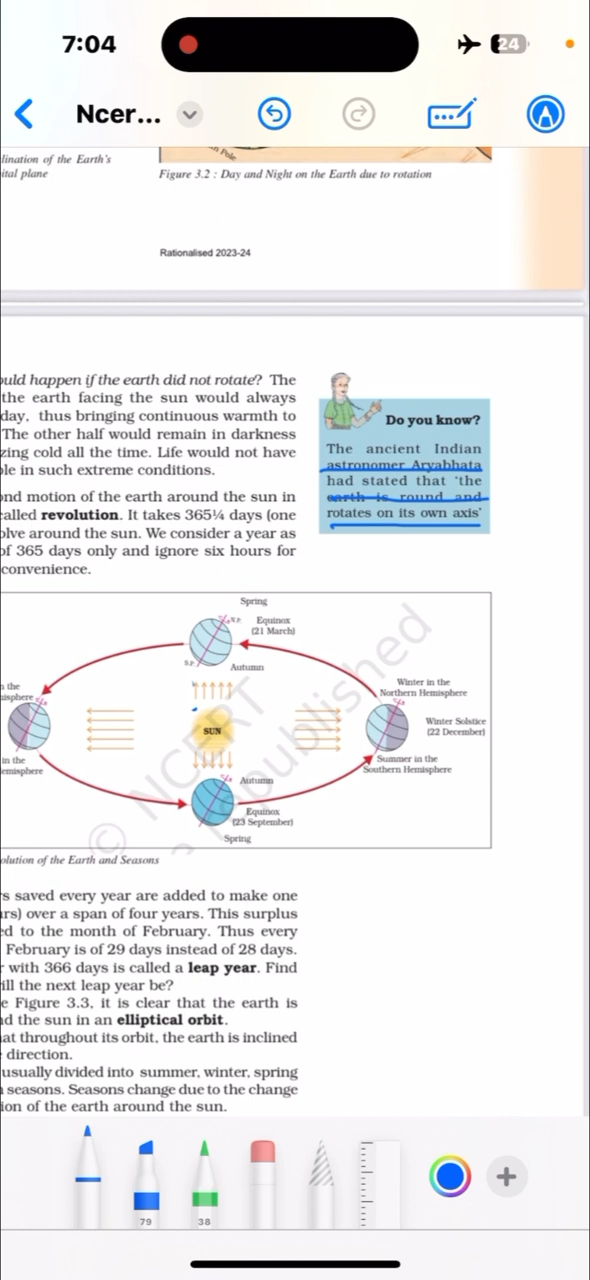 7:04
24
Ncer...
lination of the Earth's
ital plane
n Pole
Figure 3.2 : Day and Night on the Earth due to rotation
Rationalised 2023-24
ould happen if the earth did not rotate? The
the earth facing the sun would always
day, thus bringing continuous warmth to
The other half would remain in darkness
zing cold all the time. Life would not have
le in such extreme conditions.
ond motion of the earth around the sun in
called revolution. It takes 365¼ days (one
olve around the sun. We consider a year as
of 365 days only and ignore six hours for
convenience.
Do you know?
The ancient Indian
astronomer Aryabhata
had stated that 'the
earth is round and
rotates on its own axis'
Spring
N.P.
Equinox
(21 March)
S.P.
Autumn
n the
nisphere
in the
emisphere
SUN
Winter in the
Northern Hemisphere
Winter Solstice
(22 December)
Summer in the
Southern Hemisphere
Autumn
Equinox
(23 September)
Spring
© NCERT
republished
olution of the Earth and Seasons
rs saved every year are added to make one
urs) over a span of four years. This surplus
ed to the month of February. Thus every
February is of 29 days instead of 28 days.
r with 366 days is called a leap year. Find
ill the next leap year be?
e Figure 3.3, it is clear that the earth is
nd the sun in an elliptical orbit.
at throughout its orbit, the earth is inclined
direction.
usually divided into summer, winter, spring
seasons. Seasons change due to the change
ion of the earth around the sun.
79
38